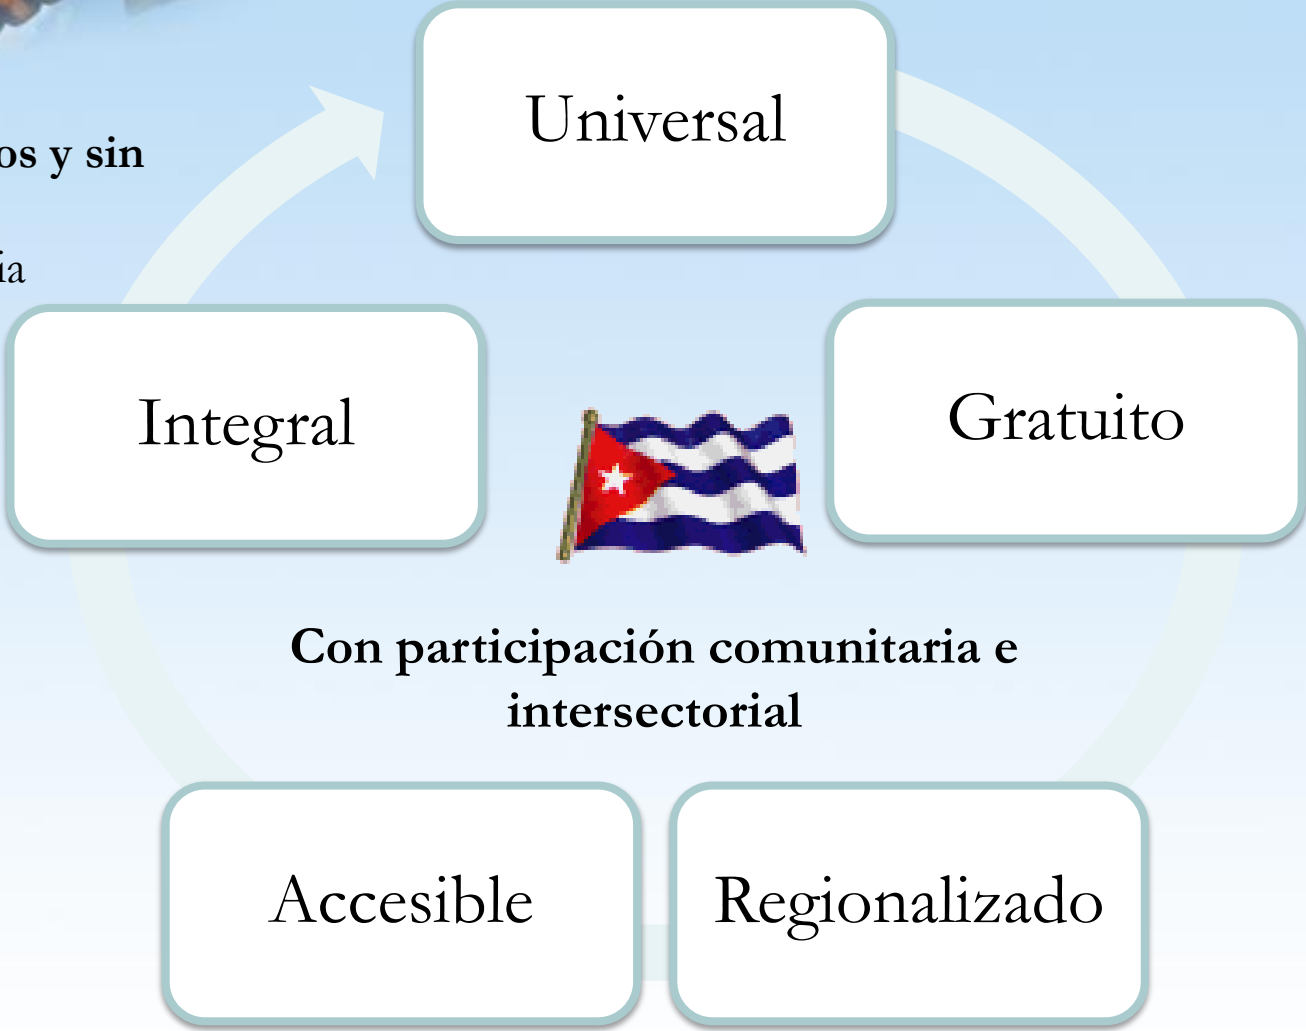 Universal
os y sin
ia
Integral
Gratuito
Con participación comunitaria e
intersectorial
Accesible
Regionalizado